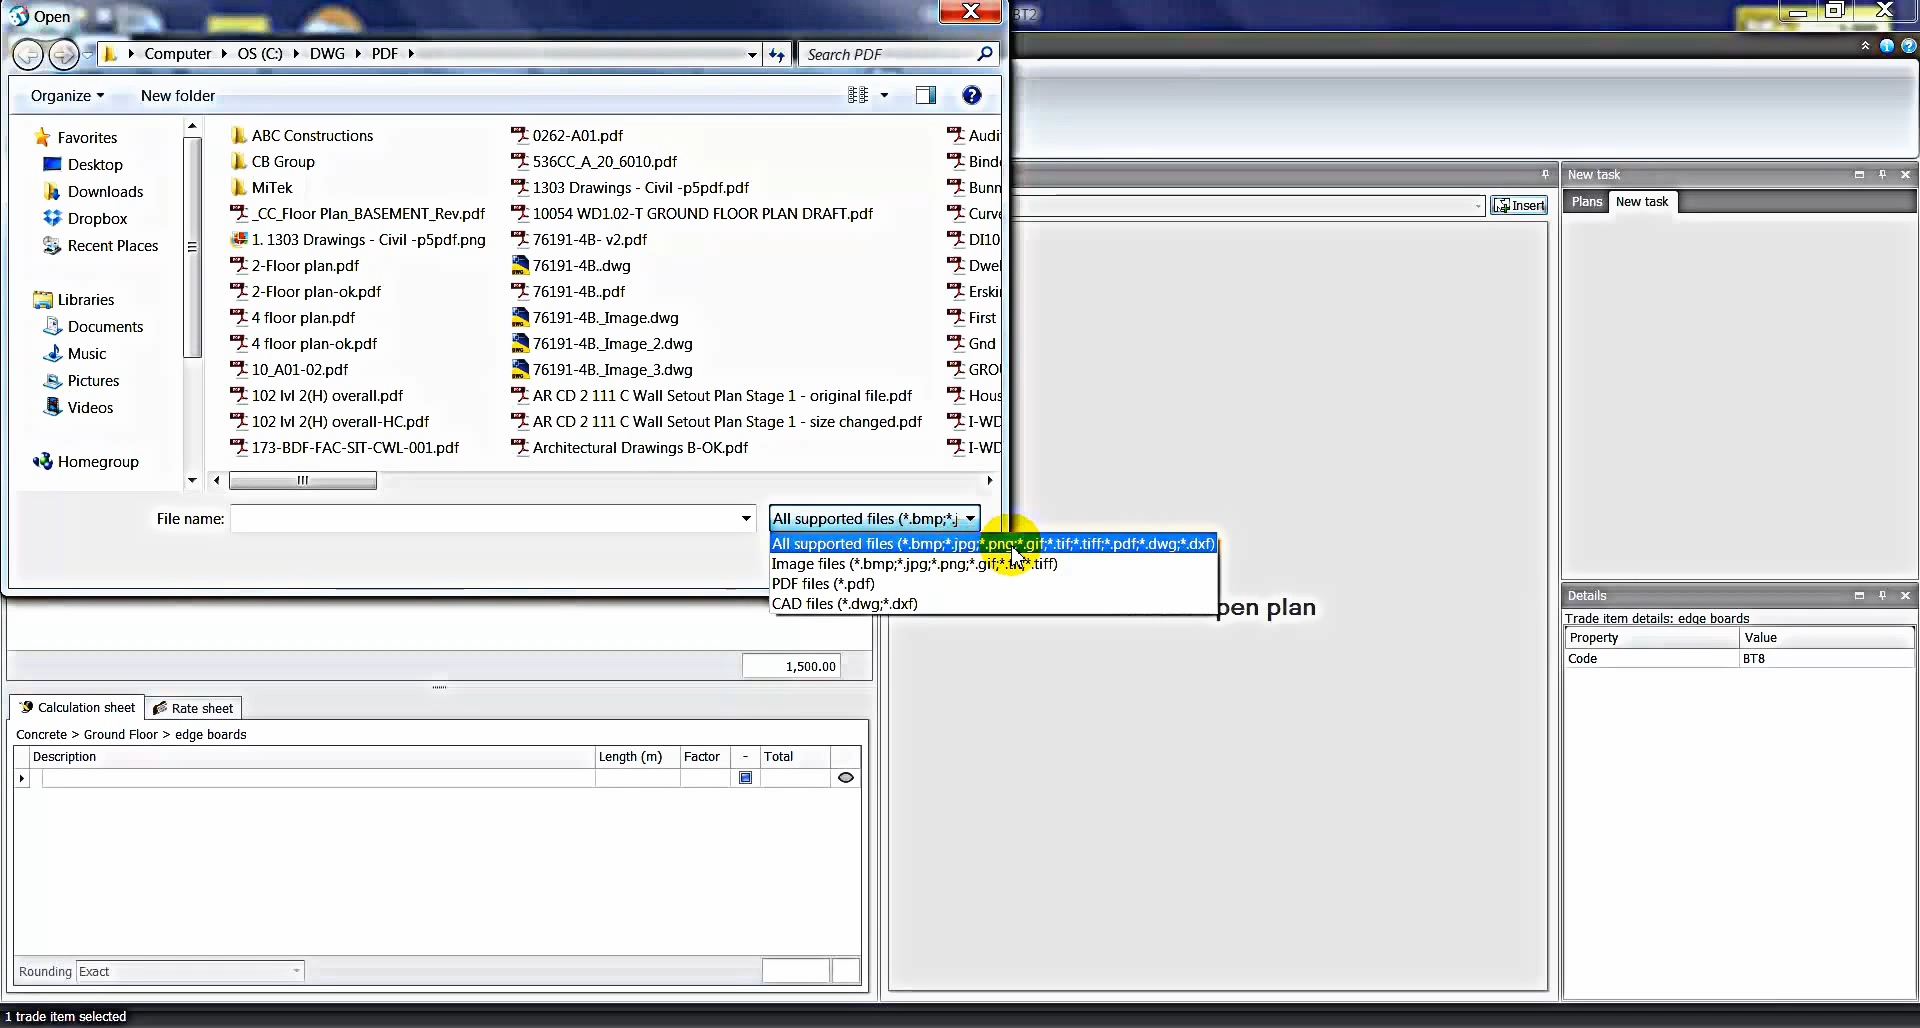 Open
BT2
Computer OS (C:) DWG PDF
Search PDF
Organize
New folder
Favorites
Desktop
Downloads
Dropbox
Recent Places
Libraries
Documents
Music
Pictures
Videos
Homegroup
ABC Constructions
CB Group
MiTek
_CC_Floor Plan_BASEMENT_Rev.pdf
1. 1303 Drawings - Civil -p5pdf.png
2-Floor plan.pdf
2-Floor plan-ok.pdf
4 floor plan.pdf
4 floor plan-ok.pdf
10_A01-02.pdf
102 lvl 2(H) overall.pdf
102 lvl 2(H) overall-HC.pdf
173-BDF-FAC-SIT-CWL-001.pdf
0262-A01.pdf
536CC_A_20_6010.pdf
1303 Drawings - Civil -p5pdf.pdf
10054 WD1.02-T GROUND FLOOR PLAN DRAFT.pdf
76191-4B- v2.pdf
76191-4B..dwg
76191-4B..pdf
76191-4B._Image.dwg
76191-4B._Image_2.dwg
76191-4B._Image_3.dwg
AR CD 2 111 C Wall Setout Plan Stage 1 - original file.pdf
AR CD 2 111 C Wall Setout Plan Stage 1 - size changed.pdf
Architectural Drawings B-OK.pdf
Audi
Bind
Bunn
Curv
DI10
Dwel
Erski
First
Gnd
GRO
Hous
I-WD
I-WD
File name:
All supported files (*.bmp;*.j
All supported files (*.bmp;*.jpg;*.png;*.gif;*.tif;*.tiff;*.pdf;*.dwg;*.dxf)
Image files (*.bmp;*.jpg;*.png;*.gif;*.tif;*.tiff)
PDF files (*.pdf)
CAD files (*.dwg;*.dxf)
Insert
pen plan
New task
Plans
New task
Details
Trade item details: edge boards
Property Value
Code BT8
1,500.00
Calculation sheet
Rate sheet
Concrete > Ground Floor > edge boards
Description Length (m) Factor - Total
Rounding Exact
1 trade item selected